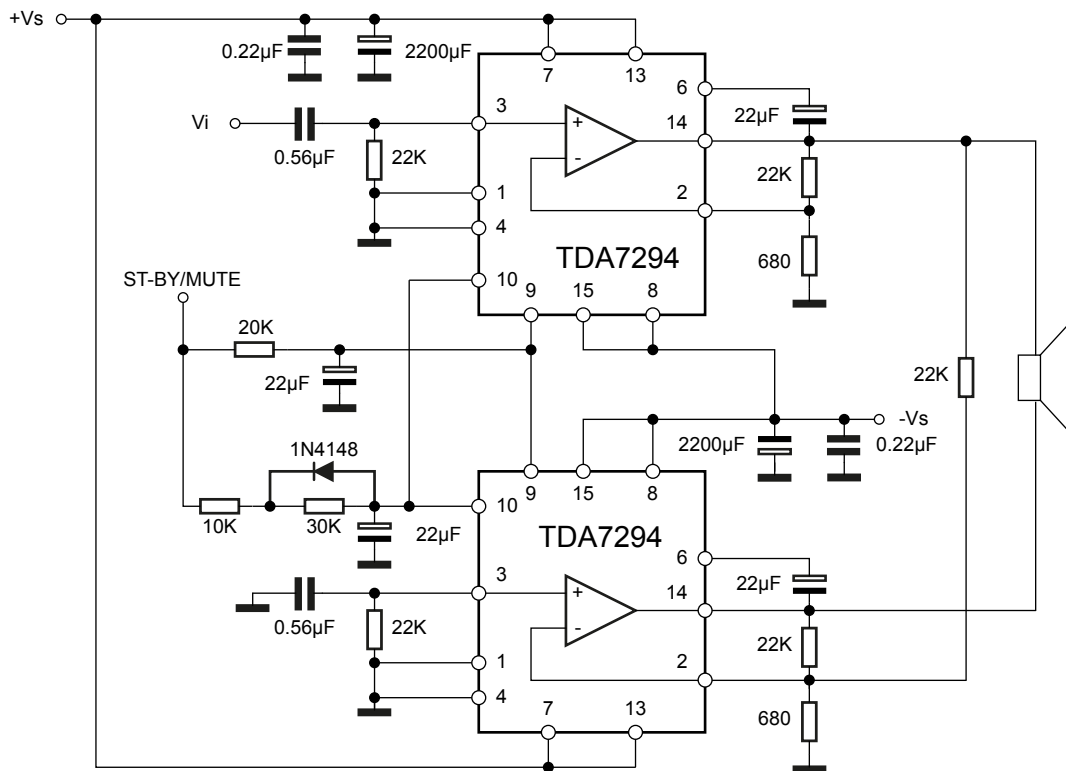 +Vs
0.22µF
2200µF
7
13
6
3
22µF
Vi
14
0.56µF
22K
22K
1
2
4
TDA7294
680
10
ST-BY/MUTE
9
15
8
20K
22µF
22K
-Vs
2200µF
0.22µF
1N4148
9
15
8
10
10K
30K
22µF
TDA7294
6
3
22µF
14
0.56µF
22K
22K
1
2
4
7
13
680
+
-
+
-